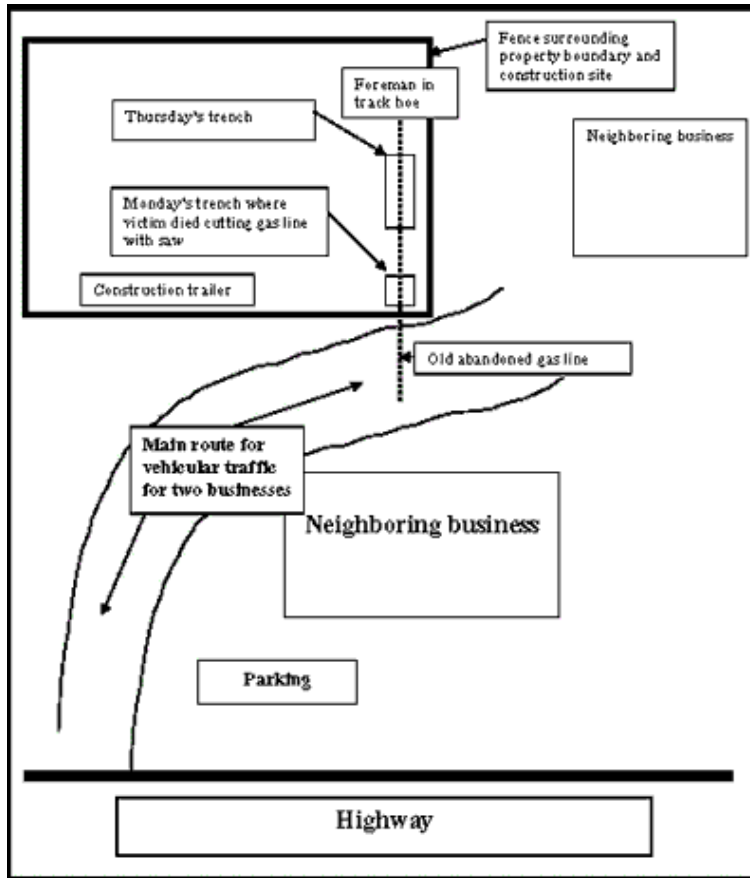 Fence surrounding
property boundary and
construction site
Foreman in
track hoe
Thursday's trench
Neighboring business
Monday's trench where
victim died cutting gas line
with saw
Construction trailer
Old abandoned gas line
Main route for
vehicular traffic
for two businesses
Neighboring business
Parking
Highway